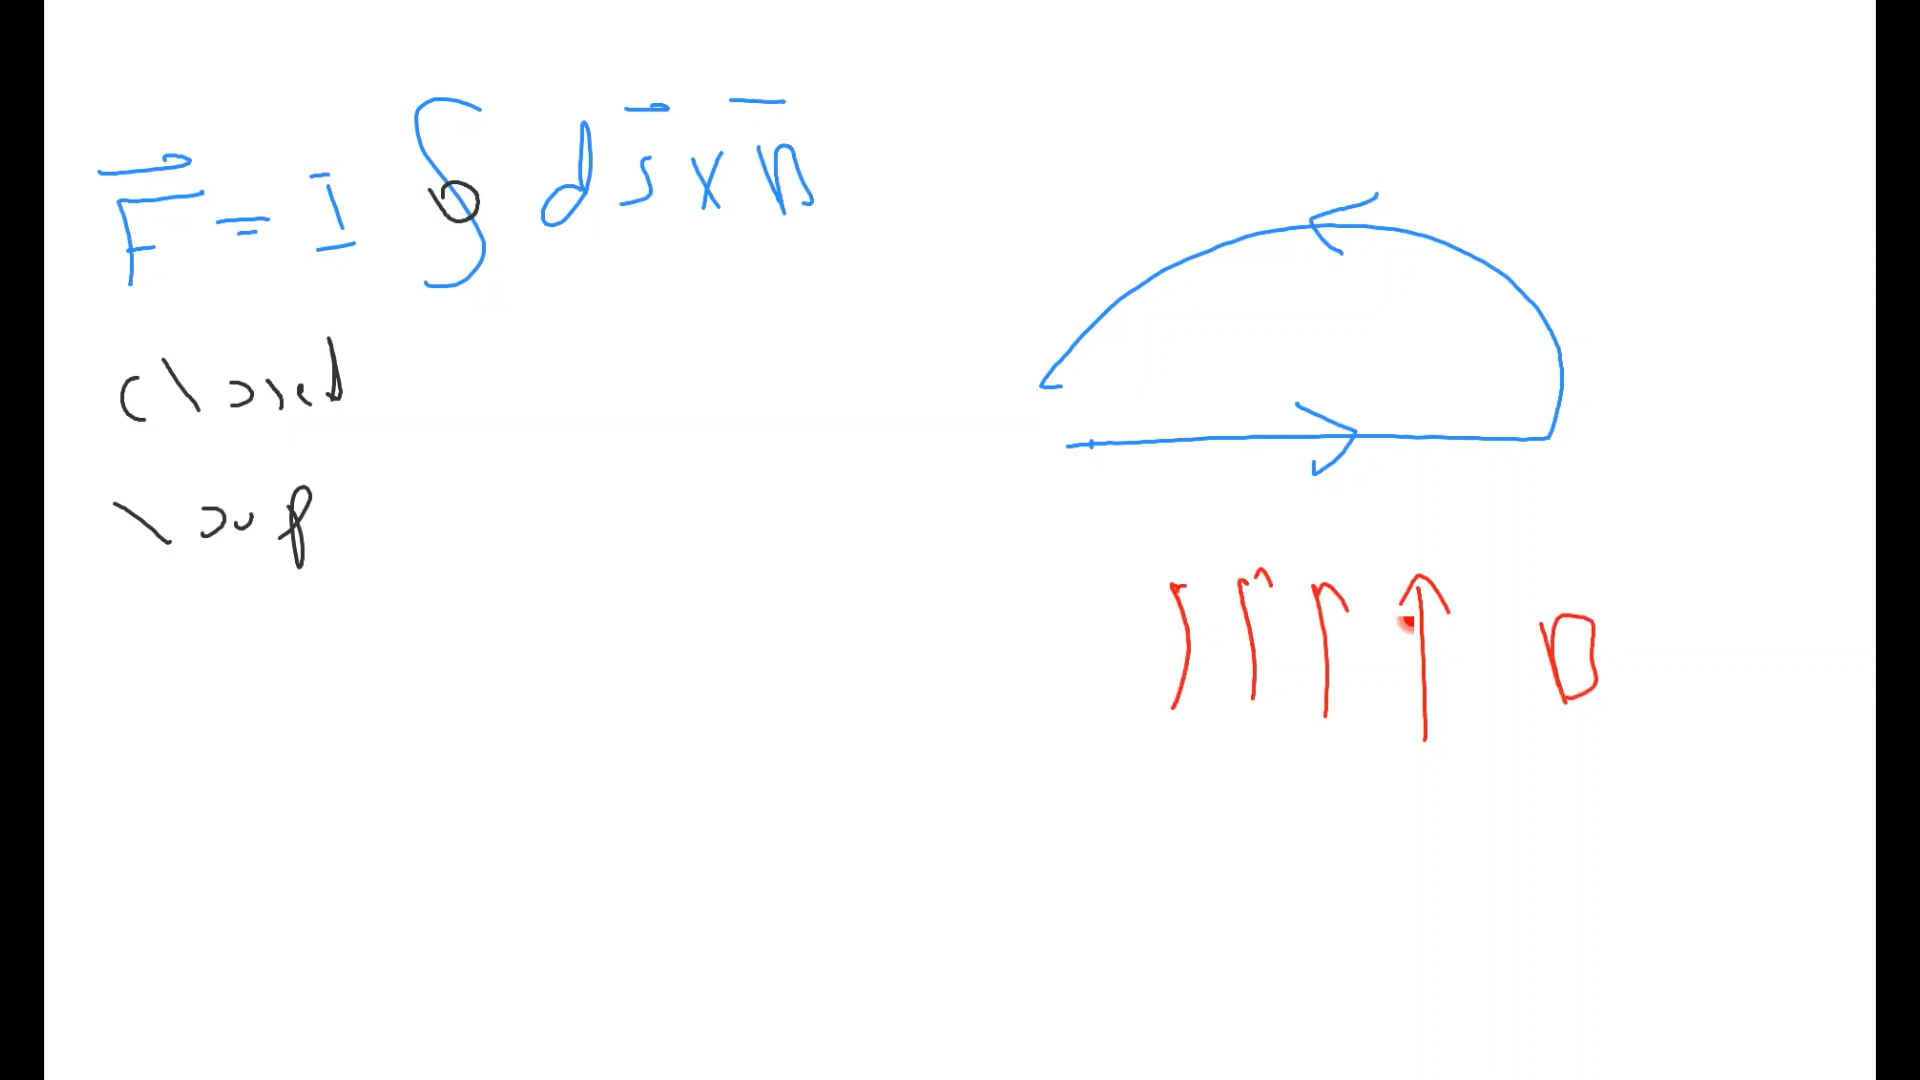 F⃗ = I ∮ ds⃗ x B̅
closed
loop
B